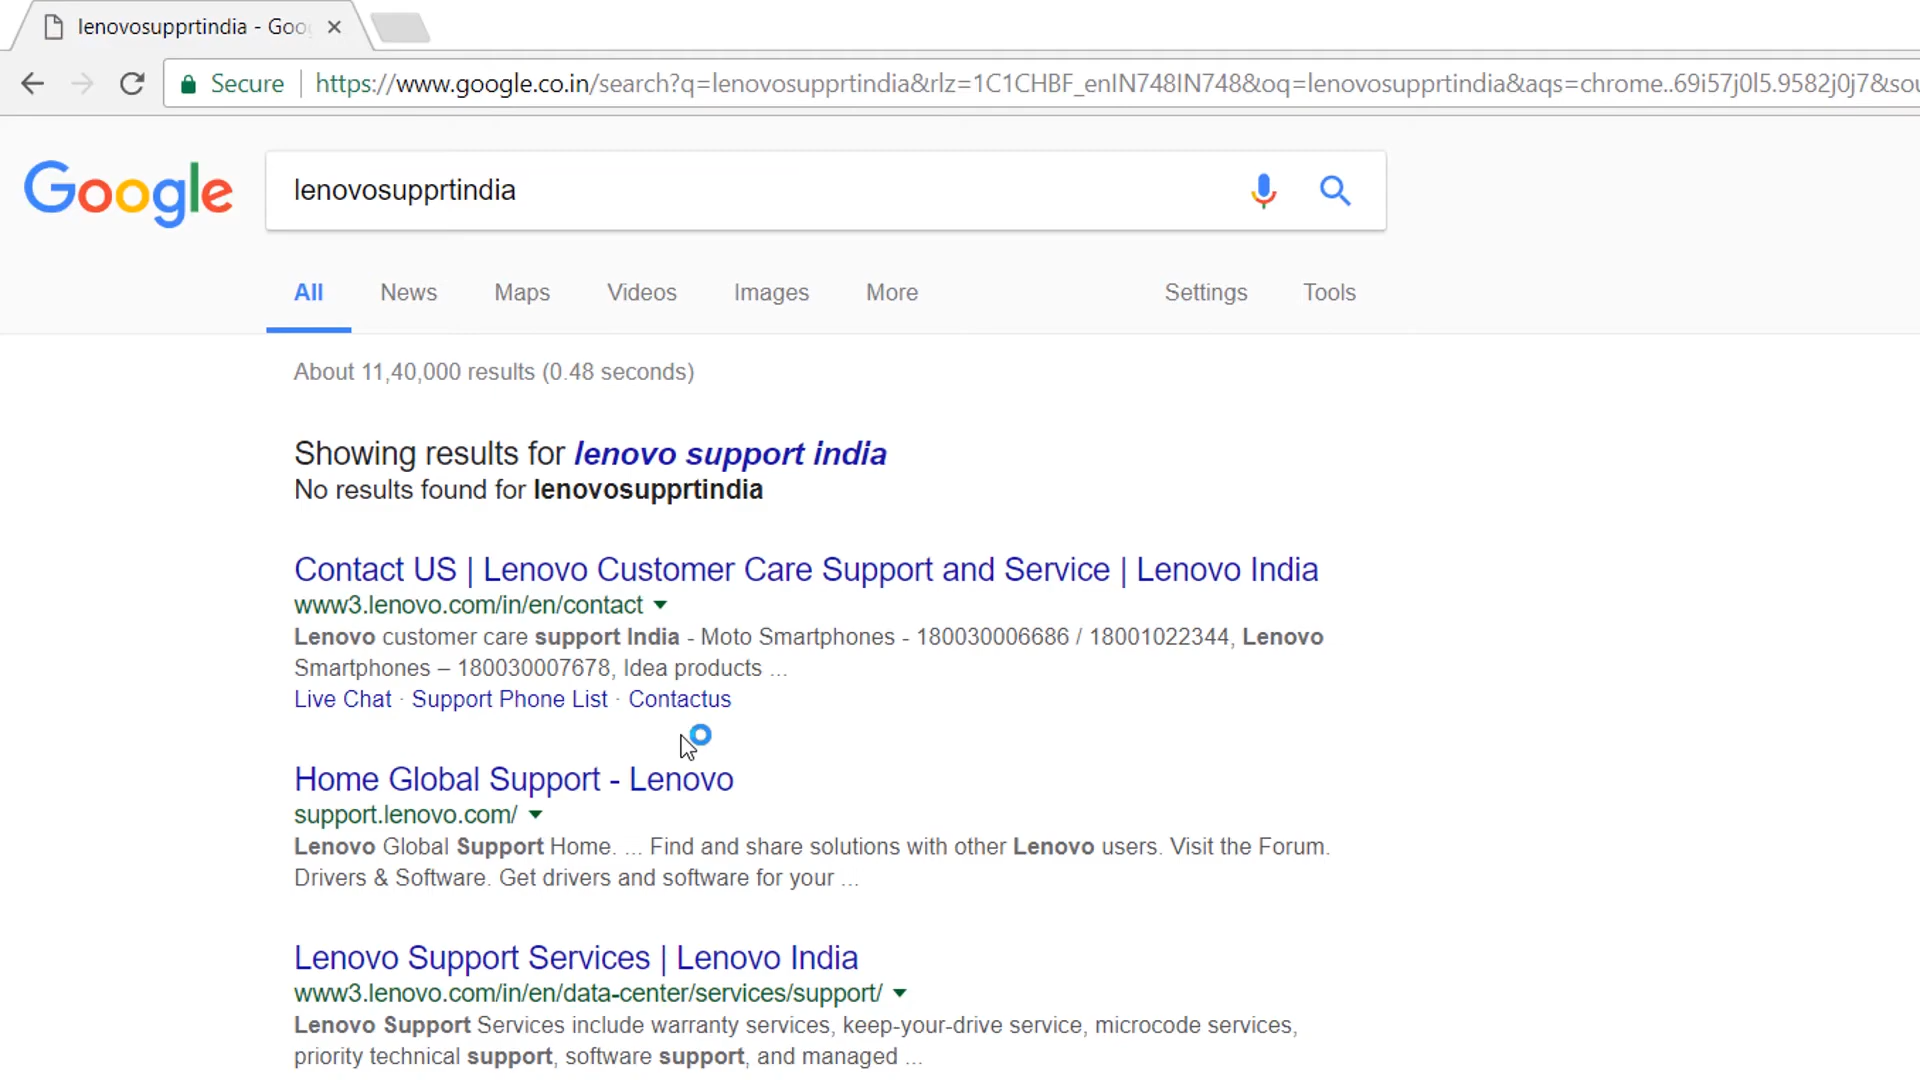 lenovosupprtindia - Goo
Secure https://www.google.co.in/search?q=lenovosupprtindia&rlz=1C1CHBF_enIN748IN748&oq=lenovosupprtindia&aqs=chrome..69i57j0l5.9582j0j7&sou
Google lenovosupprtindia
All News Maps Videos Images More Settings Tools
About 11,40,000 results (0.48 seconds)
Showing results for lenovo support india
No results found for lenovosupprtindia
Contact US | Lenovo Customer Care Support and Service | Lenovo India
www3.lenovo.com/in/en/contact
Lenovo customer care support India - Moto Smartphones - 180030006686 / 18001022344, Lenovo
Smartphones – 180030007678, Idea products ...
Live Chat · Support Phone List · Contactus
Home Global Support - Lenovo
support.lenovo.com/
Lenovo Global Support Home. ... Find and share solutions with other Lenovo users. Visit the Forum.
Drivers & Software. Get drivers and software for your ...
Lenovo Support Services | Lenovo India
www3.lenovo.com/in/en/data-center/services/support/
Lenovo Support Services include warranty services, keep-your-drive service, microcode services,
priority technical support, software support, and managed ...